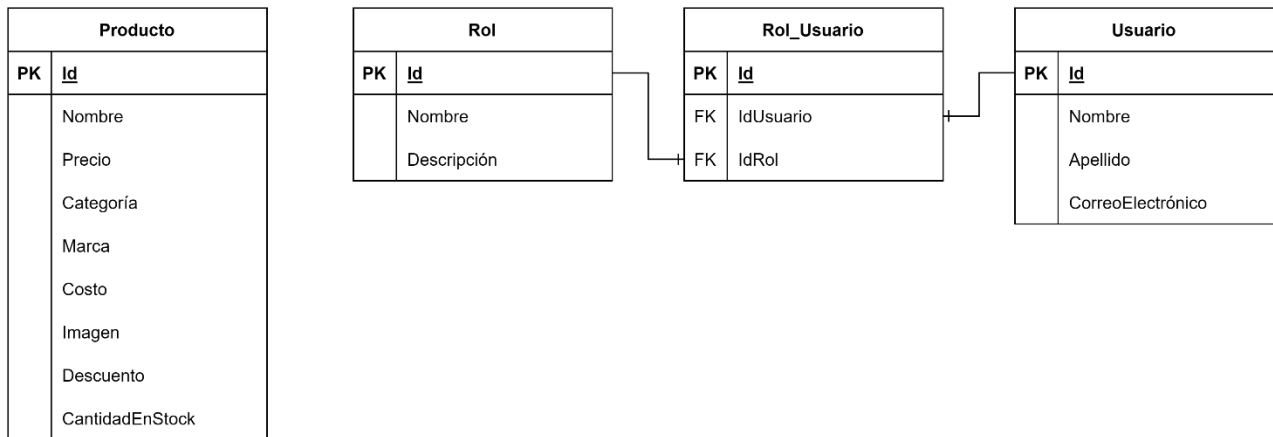 Producto
PK Id
Nombre
Precio
Categoría
Marca
Costo
Imagen
Descuento
CantidadEnStock
Rol
PK Id
Nombre
Descripción
Rol_Usuario
PK Id
FK IdUsuario
FK IdRol
Usuario
PK Id
Nombre
Apellido
CorreoElectrónico